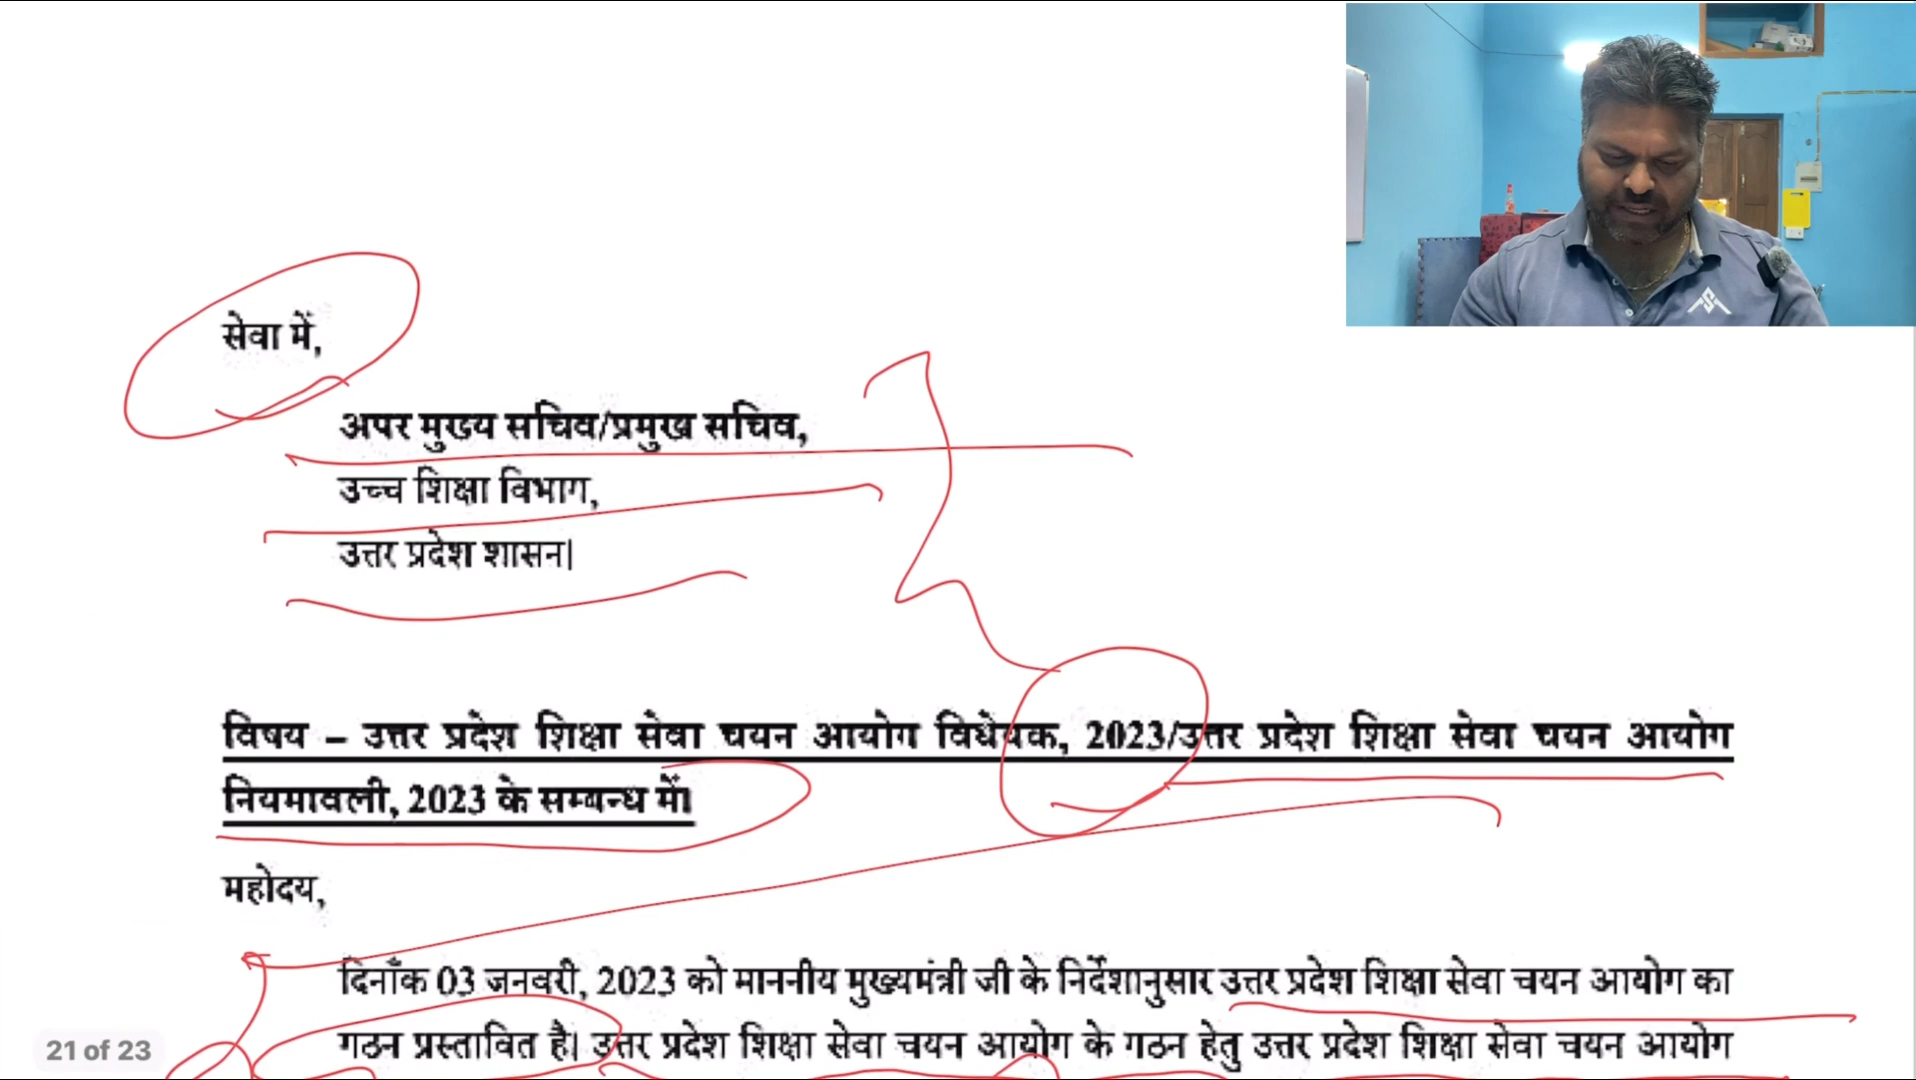 सेवा में,
अपर मुख्य सचिव/प्रमुख सचिव,
उच्च शिक्षा विभाग,
उत्तर प्रदेश शासन।
विषय – उत्तर प्रदेश शिक्षा सेवा चयन आयोग विधेयक, 2023/उत्तर प्रदेश शिक्षा सेवा चयन आयोग
नियमावली, 2023 के सम्बन्ध में।
महोदय,
दिनाँक 03 जनवरी, 2023 को माननीय मुख्यमंत्री जी के निर्देशानुसार उत्तर प्रदेश शिक्षा सेवा चयन आयोग का
गठन प्रस्तावित है। उत्तर प्रदेश शिक्षा सेवा चयन आयोग के गठन हेतु उत्तर प्रदेश शिक्षा सेवा चयन आयोग
21 of 23